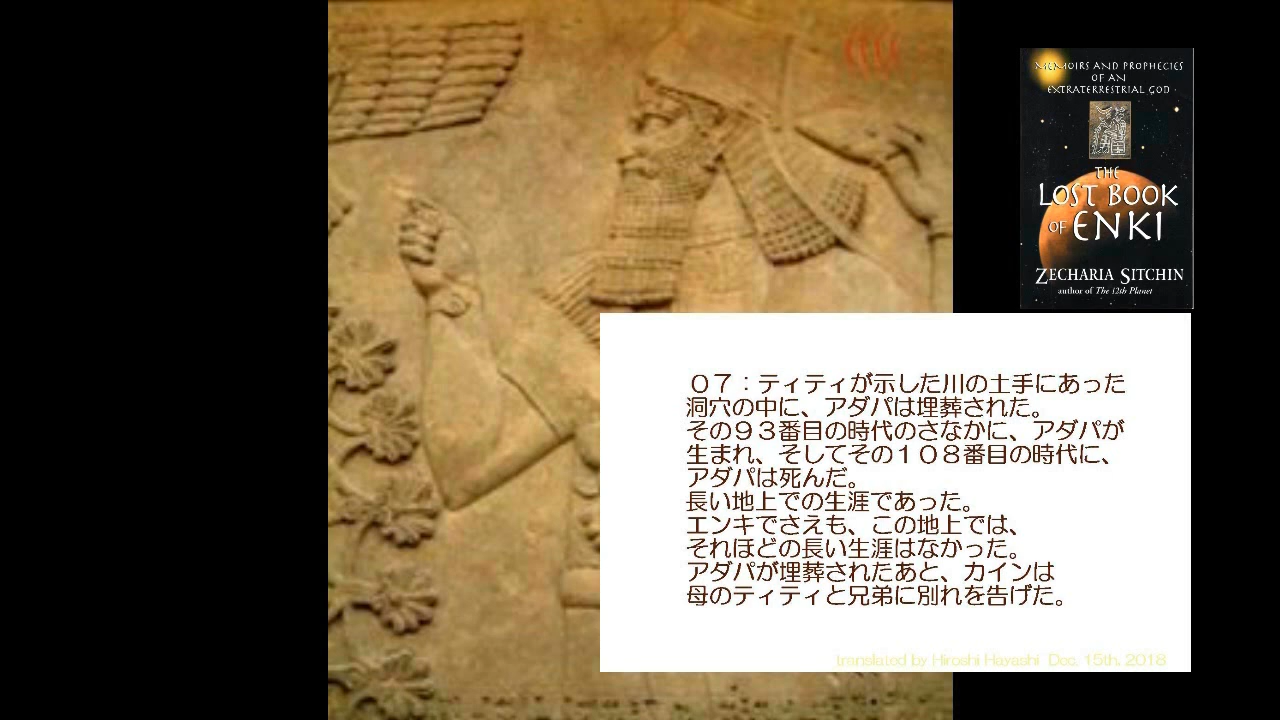 MEMOIRS AND PROPHECIES
OF AN
EXTRATERRESTRIAL GOD
THE
LOST BOOK
OF ENKI
ZECHARIA SITCHIN
author of The 12th Planet
07：ティティが示した川の土手にあった
洞穴の中に、アダパは埋葬された。
その93番目の時代のさなかに、アダパが
生まれ、そしてその108番目の時代に、
アダパは死んだ。
長い地上での生涯であった。
エンキでさえも、この地上では、
それほどの長い生涯はなかった。
アダパが埋葬されたあと、カインは
母のティティと兄弟に別れを告げた。
translated by Hiroshi Hayashi Dec. 15th. 2018